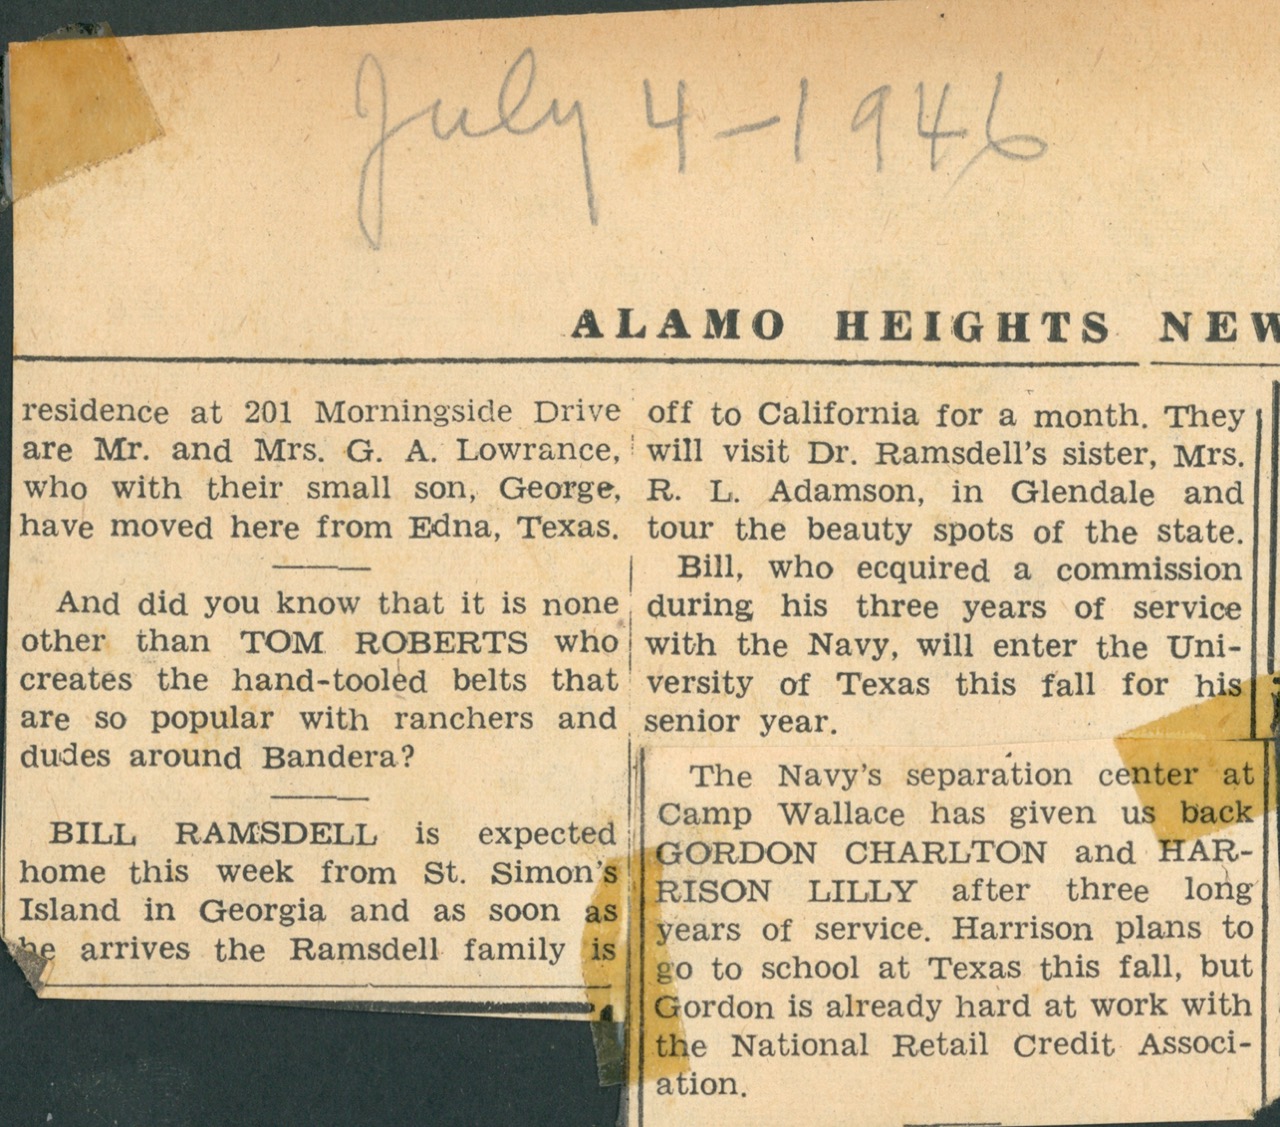 July 4-1946
ALAMO HEIGHTS NEW
residence at 201 Morningside Drive
are Mr. and Mrs. G. A. Lowrance,
who with their small son, George,
have moved here from Edna, Texas.
And did you know that it is none
other than TOM ROBERTS who
creates the hand-tooled belts that
are so popular with ranchers and
dudes around Bandera?
BILL RAMSDELL is expected
home this week from St. Simon's
Island in Georgia and as soon as
he arrives the Ramsdell family is
off to California for a month. They
will visit Dr. Ramsdell's sister, Mrs.
R. L. Adamson, in Glendale and
tour the beauty spots of the state.
Bill, who ecquired a commission
during his three years of service
with the Navy, will enter the Uni-
versity of Texas this fall for his
senior year.
The Navy's separation center at
Camp Wallace has given us back
GORDON CHARLTON and HAR-
RISON LILLY after three long
years of service. Harrison plans to
go to school at Texas this fall, but
Gordon is already hard at work with
the National Retail Credit Associ-
ation.